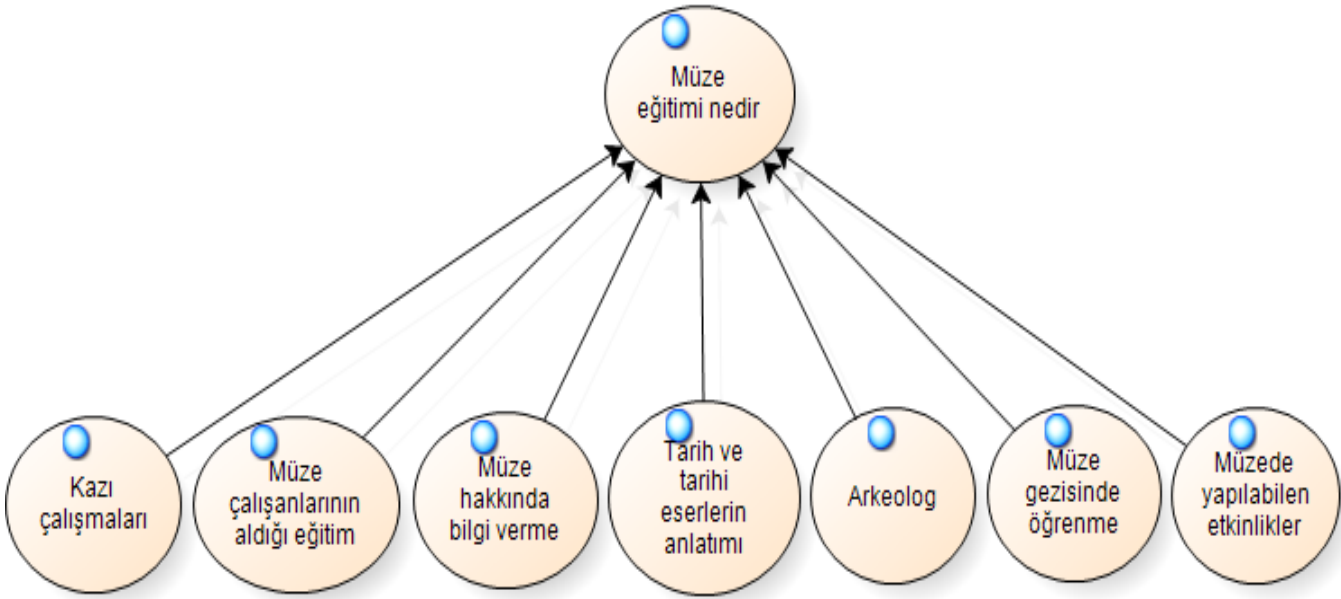 Müze
eğitimi nedir
Kazı
çalışmaları
Müze
çalışanlarının
aldığı eğitim
Müze
hakkında
bilgi verme
Tarih ve
tarihi
eserlerin
anlatımı
Arkeolog
Müze
gezisinde
öğrenme
Müzede
yapılabilen
etkinlikler